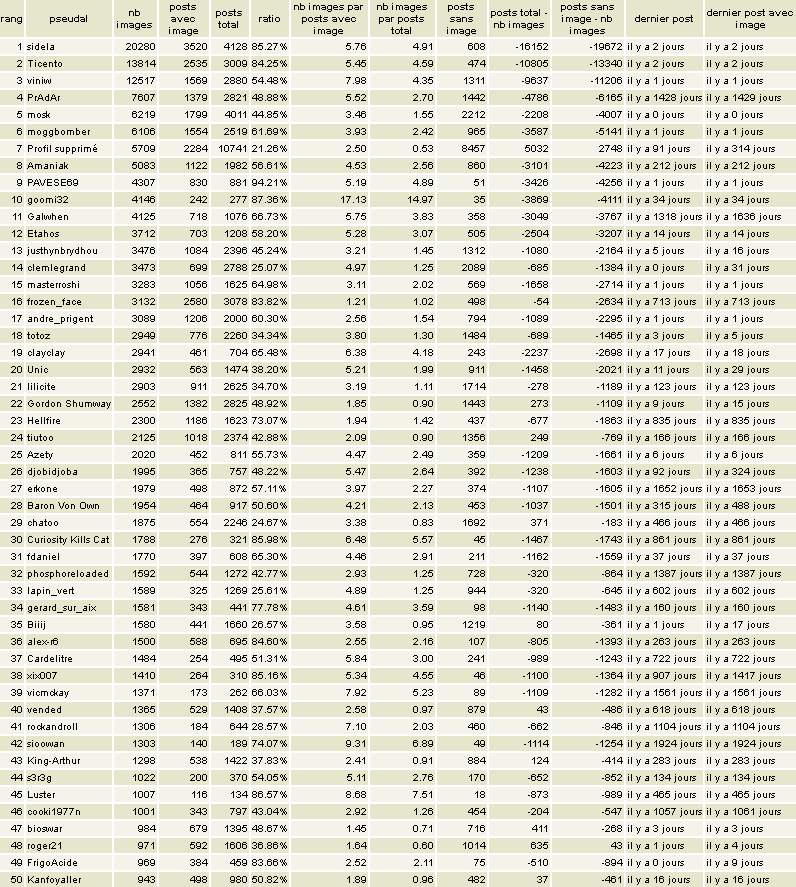 rang pseudal nb images posts avec image posts total ratio nb images par posts avec image nb images par posts total posts sans image posts total - nb images posts sans image - nb images dernier post dernier post avec image
1 sidela 20280 3520 4128 85.27% 5.76 4.91 608 -16152 -19672 il y a 2 jours il y a 2 jours
2 Ticento 13814 2535 3009 84.25% 5.45 4.59 474 -10805 -13340 il y a 2 jours il y a 2 jours
3 viniw 12517 1569 2880 54.48% 7.98 4.35 1311 -9637 -11206 il y a 1 jours il y a 1 jours
4 PrAdAr 7607 1379 2821 48.88% 5.52 2.70 1442 -4786 -6165 il y a 1428 jours il y a 1429 jours
5 mosk 6219 1799 4011 44.85% 3.46 1.55 2212 -2208 -4007 il y a 0 jours il y a 0 jours
6 moggbomber 6106 1554 2519 61.69% 3.93 2.42 965 -3587 -5141 il y a 1 jours il y a 1 jours
7 Profil supprimé 5709 2284 10741 21.26% 2.50 0.53 8457 5032 2748 il y a 91 jours il y a 314 jours
8 Amaniak 5083 1122 1982 56.61% 4.53 2.56 860 -3101 -4223 il y a 212 jours il y a 212 jours
9 PAVESE69 4307 830 881 94.21% 5.19 4.89 51 -3426 -4256 il y a 1 jours il y a 1 jours
10 goomi32 4146 242 277 87.36% 17.13 14.97 35 -3869 -4111 il y a 34 jours il y a 34 jours
11 Galwhen 4125 718 1076 66.73% 5.75 3.83 358 -3049 -3767 il y a 1318 jours il y a 1636 jours
12 Etahos 3712 703 1208 58.20% 5.28 3.07 505 -2504 -3207 il y a 14 jours il y a 14 jours
13 justhynbrydhou 3476 1084 2396 45.24% 3.21 1.45 1312 -1080 -2164 il y a 5 jours il y a 16 jours
14 clemlegrand 3473 699 2788 25.07% 4.97 1.25 2089 -685 -1384 il y a 0 jours il y a 31 jours
15 masterroshi 3283 1056 1625 64.98% 3.11 2.02 569 -1658 -2714 il y a 1 jours il y a 1 jours
16 frozen_face 3132 2580 3078 83.82% 1.21 1.02 498 -54 -2634 il y a 713 jours il y a 713 jours
17 andre_prigent 3089 1206 2000 60.30% 2.56 1.54 794 -1089 -2295 il y a 1 jours il y a 1 jours
18 totoz 2949 776 2260 34.34% 3.80 1.30 1484 -689 -1465 il y a 3 jours il y a 5 jours
19 clayclay 2941 461 704 65.48% 6.38 4.18 243 -2237 -2698 il y a 17 jours il y a 18 jours
20 Unic 2932 563 1474 38.20% 5.21 1.99 911 -1458 -2021 il y a 11 jours il y a 29 jours
21 lilicite 2903 911 2625 34.70% 3.19 1.11 1714 -278 -1189 il y a 123 jours il y a 123 jours
22 Gordon Shumway 2552 1382 2825 48.92% 1.85 0.90 1443 273 -1109 il y a 9 jours il y a 15 jours
23 Hellfire 2300 1186 1623 73.07% 1.94 1.42 437 -677 -1863 il y a 835 jours il y a 835 jours
24 tiutoo 2125 1018 2374 42.88% 2.09 0.90 1356 249 -769 il y a 166 jours il y a 166 jours
25 Azety 2020 452 811 55.73% 4.47 2.49 359 -1209 -1661 il y a 6 jours il y a 6 jours
26 djobidjoba 1995 365 757 48.22% 5.47 2.64 392 -1238 -1603 il y a 92 jours il y a 324 jours
27 erkone 1979 498 872 57.11% 3.97 2.27 374 -1107 -1605 il y a 1652 jours il y a 1653 jours
28 Baron Von Own 1954 464 917 50.60% 4.21 2.13 453 -1037 -1501 il y a 315 jours il y a 488 jours
29 chatoo 1875 554 2246 24.67% 3.38 0.83 1692 371 -183 il y a 466 jours il y a 466 jours
30 Curiosity Kills Cat 1788 276 321 85.98% 6.48 5.57 45 -1467 -1743 il y a 861 jours il y a 861 jours
31 fdaniel 1770 397 608 65.30% 4.46 2.91 211 -1162 -1559 il y a 37 jours il y a 37 jours
32 phosphoreloaded 1592 544 1272 42.77% 2.93 1.25 728 -320 -864 il y a 1387 jours il y a 1387 jours
33 lapin_vert 1589 325 1269 25.61% 4.89 1.25 944 -320 -645 il y a 602 jours il y a 602 jours
34 gerard_sur_aix 1581 343 441 77.78% 4.61 3.59 98 -1140 -1483 il y a 160 jours il y a 160 jours
35 Biiij 1580 441 1660 26.57% 3.58 0.95 1219 80 -361 il y a 1 jours il y a 17 jours
36 alex-r6 1500 588 695 84.60% 2.55 2.16 107 -805 -1393 il y a 263 jours il y a 263 jours
37 Cardelitre 1484 254 495 51.31% 5.84 3.00 241 -989 -1243 il y a 722 jours il y a 722 jours
38 xix007 1410 264 310 85.16% 5.34 4.55 46 -1100 -1364 il y a 907 jours il y a 1417 jours
39 vicmckay 1371 173 262 66.03% 7.92 5.23 89 -1109 -1282 il y a 1561 jours il y a 1561 jours
40 vended 1365 529 1408 37.57% 2.58 0.97 879 43 -486 il y a 618 jours il y a 618 jours
41 rockandroll 1306 184 644 28.57% 7.10 2.03 460 -662 -846 il y a 1104 jours il y a 1104 jours
42 sioowan 1303 140 189 74.07% 9.31 6.89 49 -1114 -1254 il y a 1924 jours il y a 1924 jours
43 King-Arthur 1298 538 1422 37.83% 2.41 0.91 884 124 -414 il y a 283 jours il y a 283 jours
44 s3r3g 1022 200 370 54.05% 5.11 2.76 170 -652 -852 il y a 134 jours il y a 134 jours
45 Luster 1007 116 134 86.57% 8.68 7.51 18 -873 -989 il y a 465 jours il y a 465 jours
46 cooki1977n 1001 343 797 43.04% 2.92 1.26 454 -204 -547 il y a 1057 jours il y a 1061 jours
47 bioswar 984 679 1395 48.67% 1.45 0.71 716 411 -268 il y a 3 jours il y a 3 jours
48 roger21 971 592 1606 36.86% 1.64 0.60 1014 635 43 il y a 1 jours il y a 4 jours
49 FrigoAcide 969 384 459 83.66% 2.52 2.11 75 -510 -894 il y a 0 jours il y a 9 jours
50 Kanfoyaller 943 498 980 50.82% 1.89 0.96 482 37 -461 il y a 16 jours il y a 16 jours